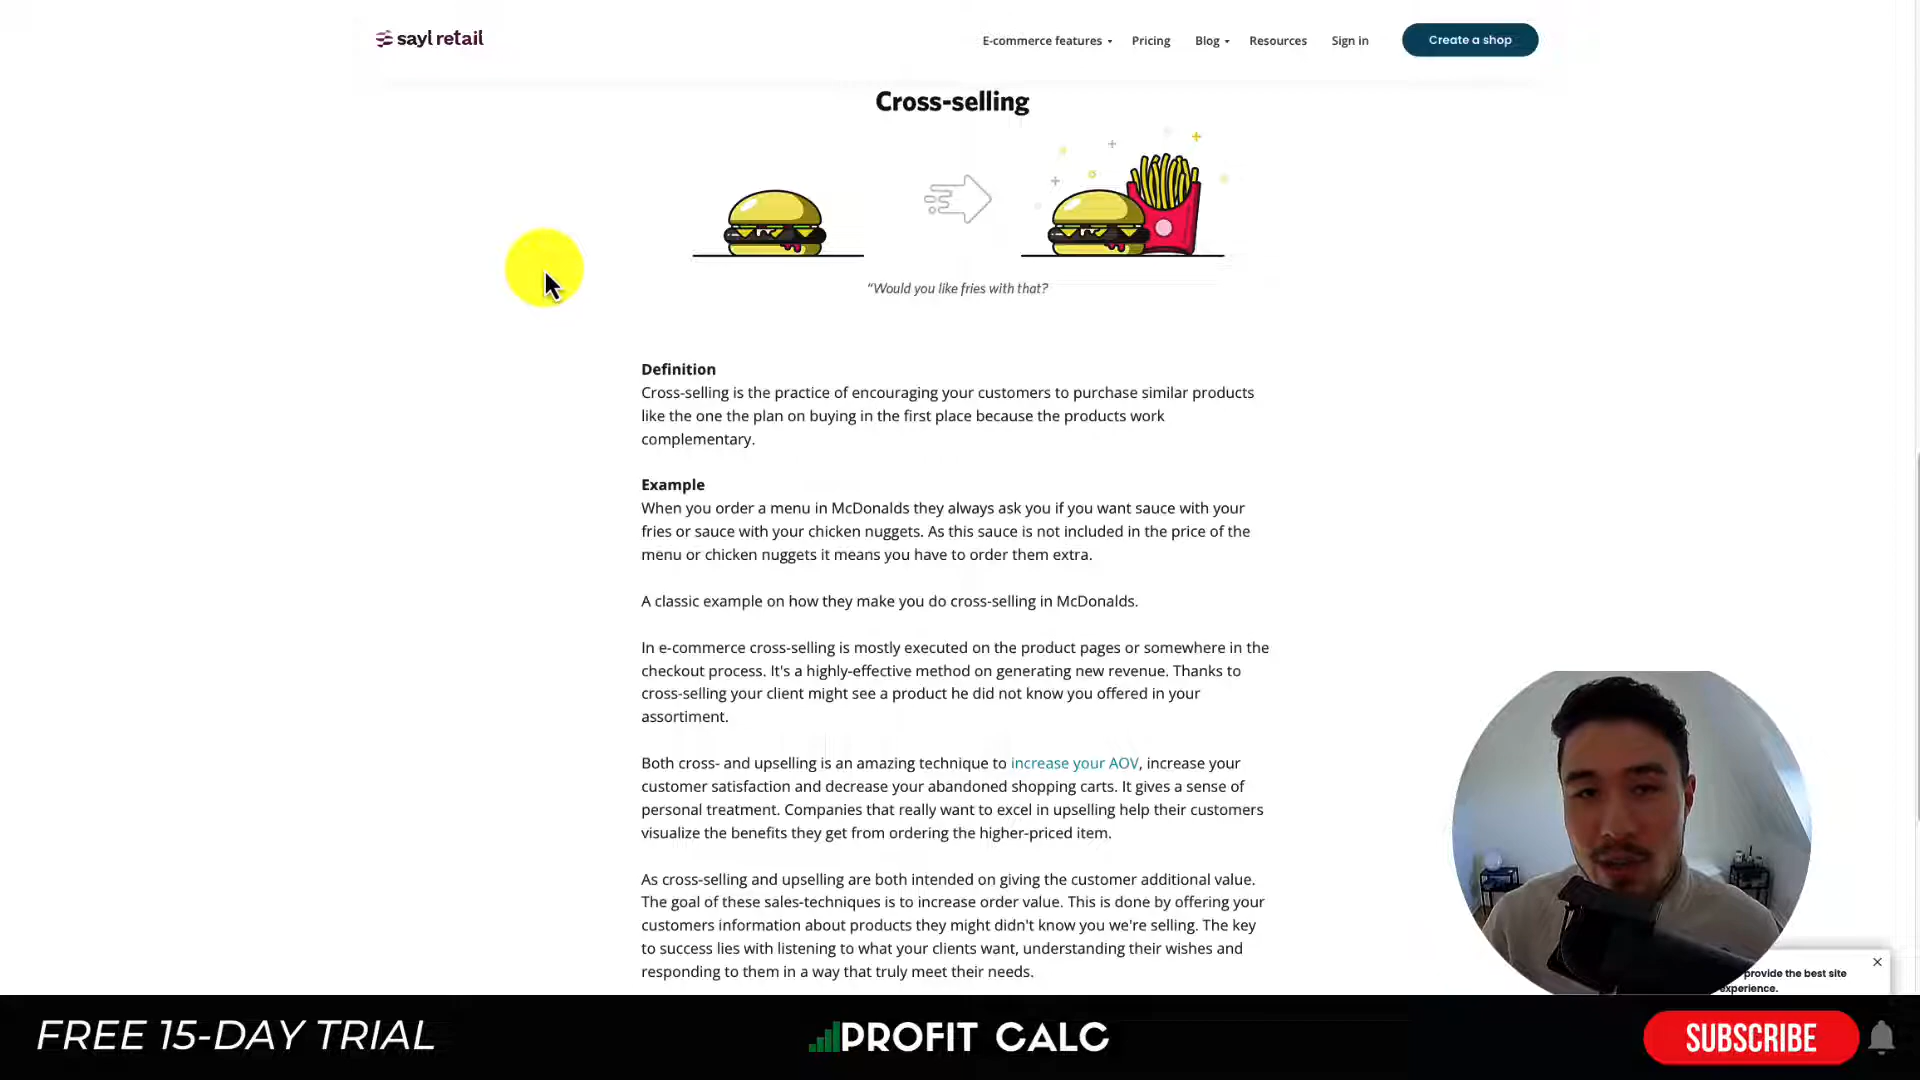 sayl retail
E-commerce features
Pricing
Blog
Resources
Sign in
Create a shop
Cross-selling
“Would you like fries with that?
Definition
Cross-selling is the practice of encouraging your customers to purchase similar products
like the one the plan on buying in the first place because the products work
complementary.
Example
When you order a menu in McDonalds they always ask you if you want sauce with your
fries or sauce with your chicken nuggets. As this sauce is not included in the price of the
menu or chicken nuggets it means you have to order them extra.
A classic example on how they make you do cross-selling in McDonalds.
In e-commerce cross-selling is mostly executed on the product pages or somewhere in the
checkout process. It's a highly-effective method on generating new revenue. Thanks to
cross-selling your client might see a product he did not know you offered in your
assortiment.
Both cross- and upselling is an amazing technique to increase your AOV, increase your
customer satisfaction and decrease your abandoned shopping carts. It gives a sense of
personal treatment. Companies that really want to excel in upselling help their customers
visualize the benefits they get from ordering the higher-priced item.
As cross-selling and upselling are both intended on giving the customer additional value.
The goal of these sales-techniques is to increase order value. This is done by offering your
customers information about products they might didn't know you we're selling. The key
to success lies with listening to what your clients want, understanding their wishes and
responding to them in a way that truly meet their needs.
provide the best site
experience.
FREE 15-DAY TRIAL
PROFIT CALC
SUBSCRIBE